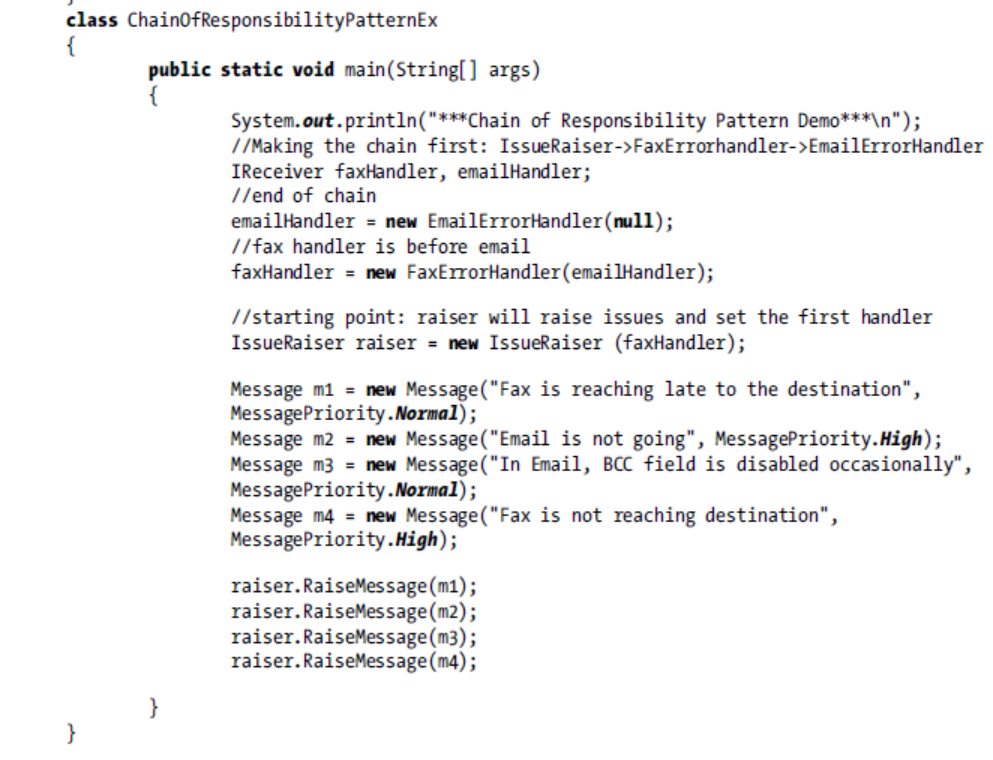 }
class ChainOfResponsibilityPatternEx
{
public static void main(String[] args)
{
System.out.println("***Chain of Responsibility Pattern Demo***\n");
//Making the chain first: IssueRaiser->FaxErrorhandler->EmailErrorHandler
IReceiver faxHandler, emailHandler;
//end of chain
emailHandler = new EmailErrorHandler(null);
//fax handler is before email
faxHandler = new FaxErrorHandler(emailHandler);
//starting point: raiser will raise issues and set the first handler
IssueRaiser raiser = new IssueRaiser (faxHandler);
Message m1 = new Message("Fax is reaching late to the destination",
MessagePriority.Normal);
Message m2 = new Message("Email is not going", MessagePriority.High);
Message m3 = new Message("In Email, BCC field is disabled occasionally",
MessagePriority.Normal);
Message m4 = new Message("Fax is not reaching destination",
MessagePriority.High);
raiser.RaiseMessage(m1);
raiser.RaiseMessage(m2);
raiser.RaiseMessage(m3);
raiser.RaiseMessage(m4);
}
}